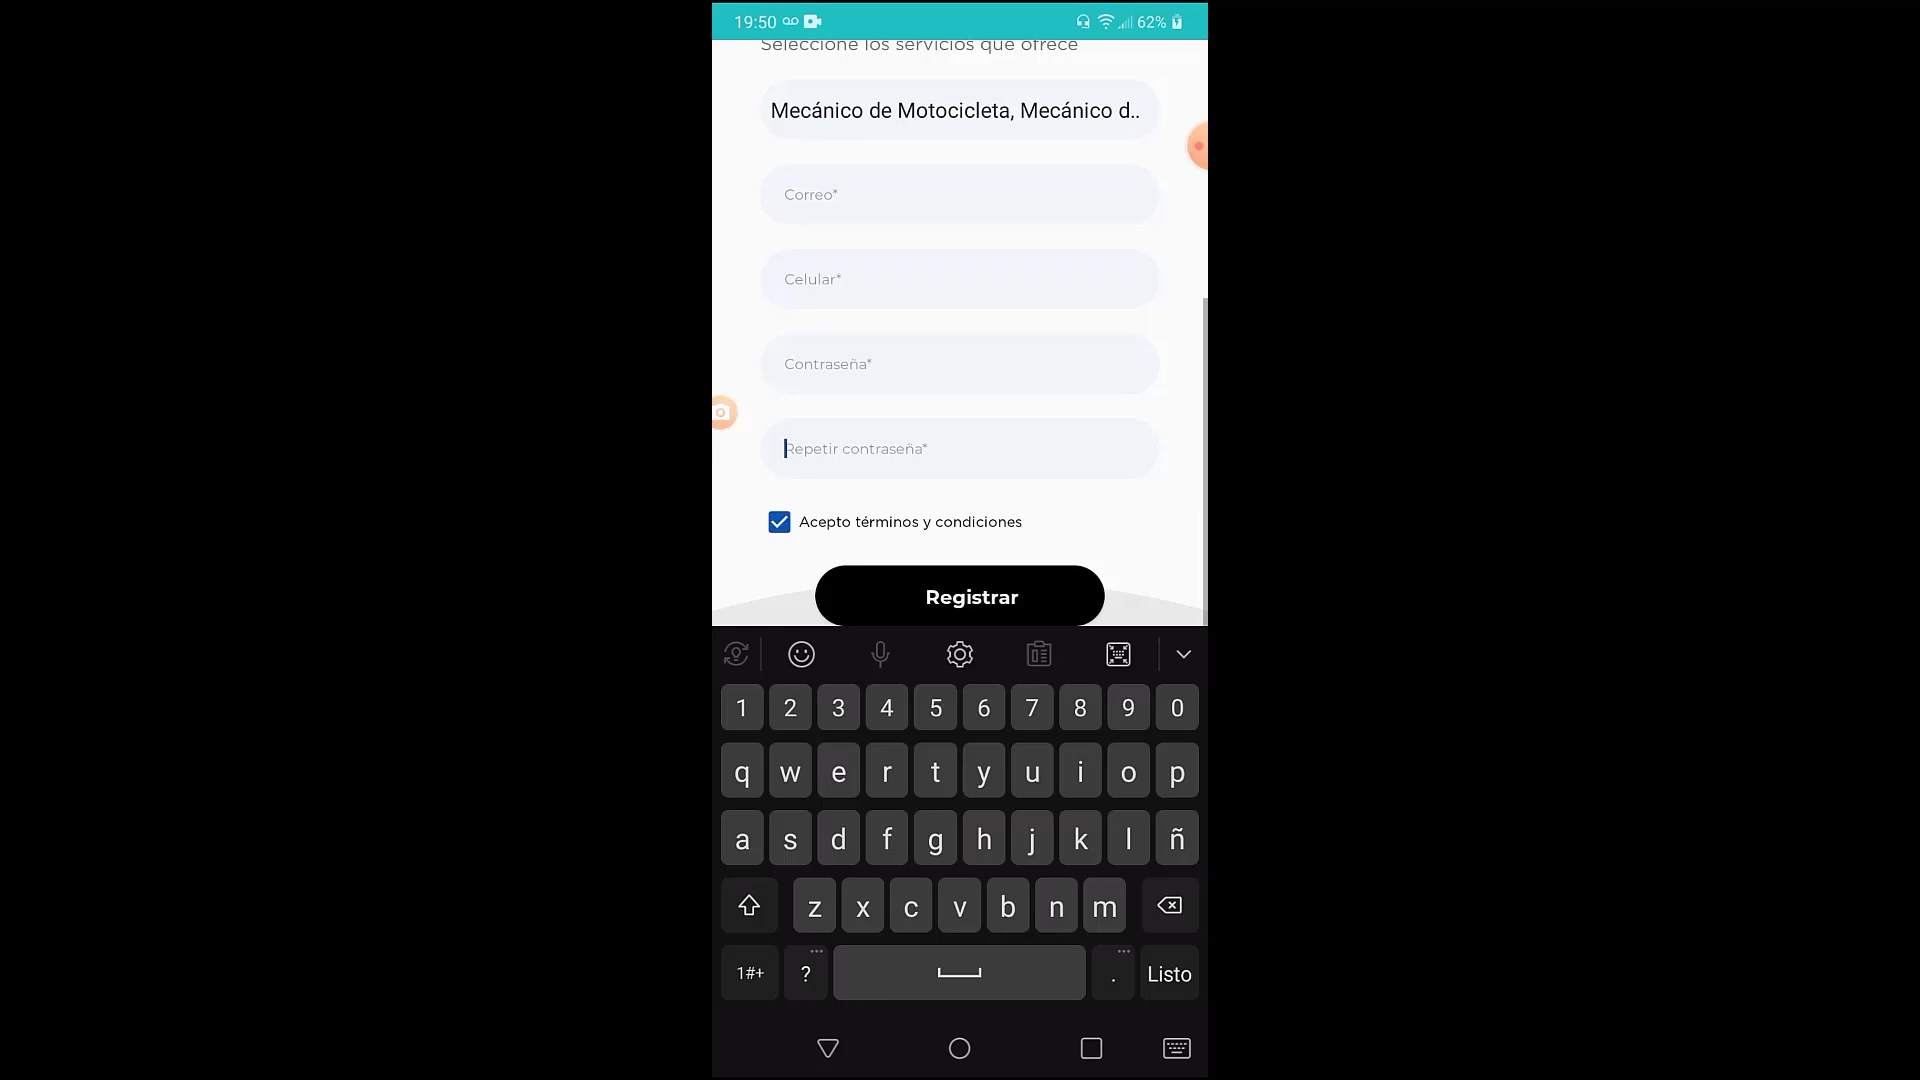 19:50 62%
Seleccione los servicios que ofrece
Mecánico de Motocicleta, Mecánico d..
Correo*
Celular*
Contraseña*
Repetir contraseña*
Acepto términos y condiciones
Registrar
1 2 3 4 5 6 7 8 9 0
q w e r t y u i o p
a s d f g h j k l ñ
z x c v b n m
1#+ ? . Listo